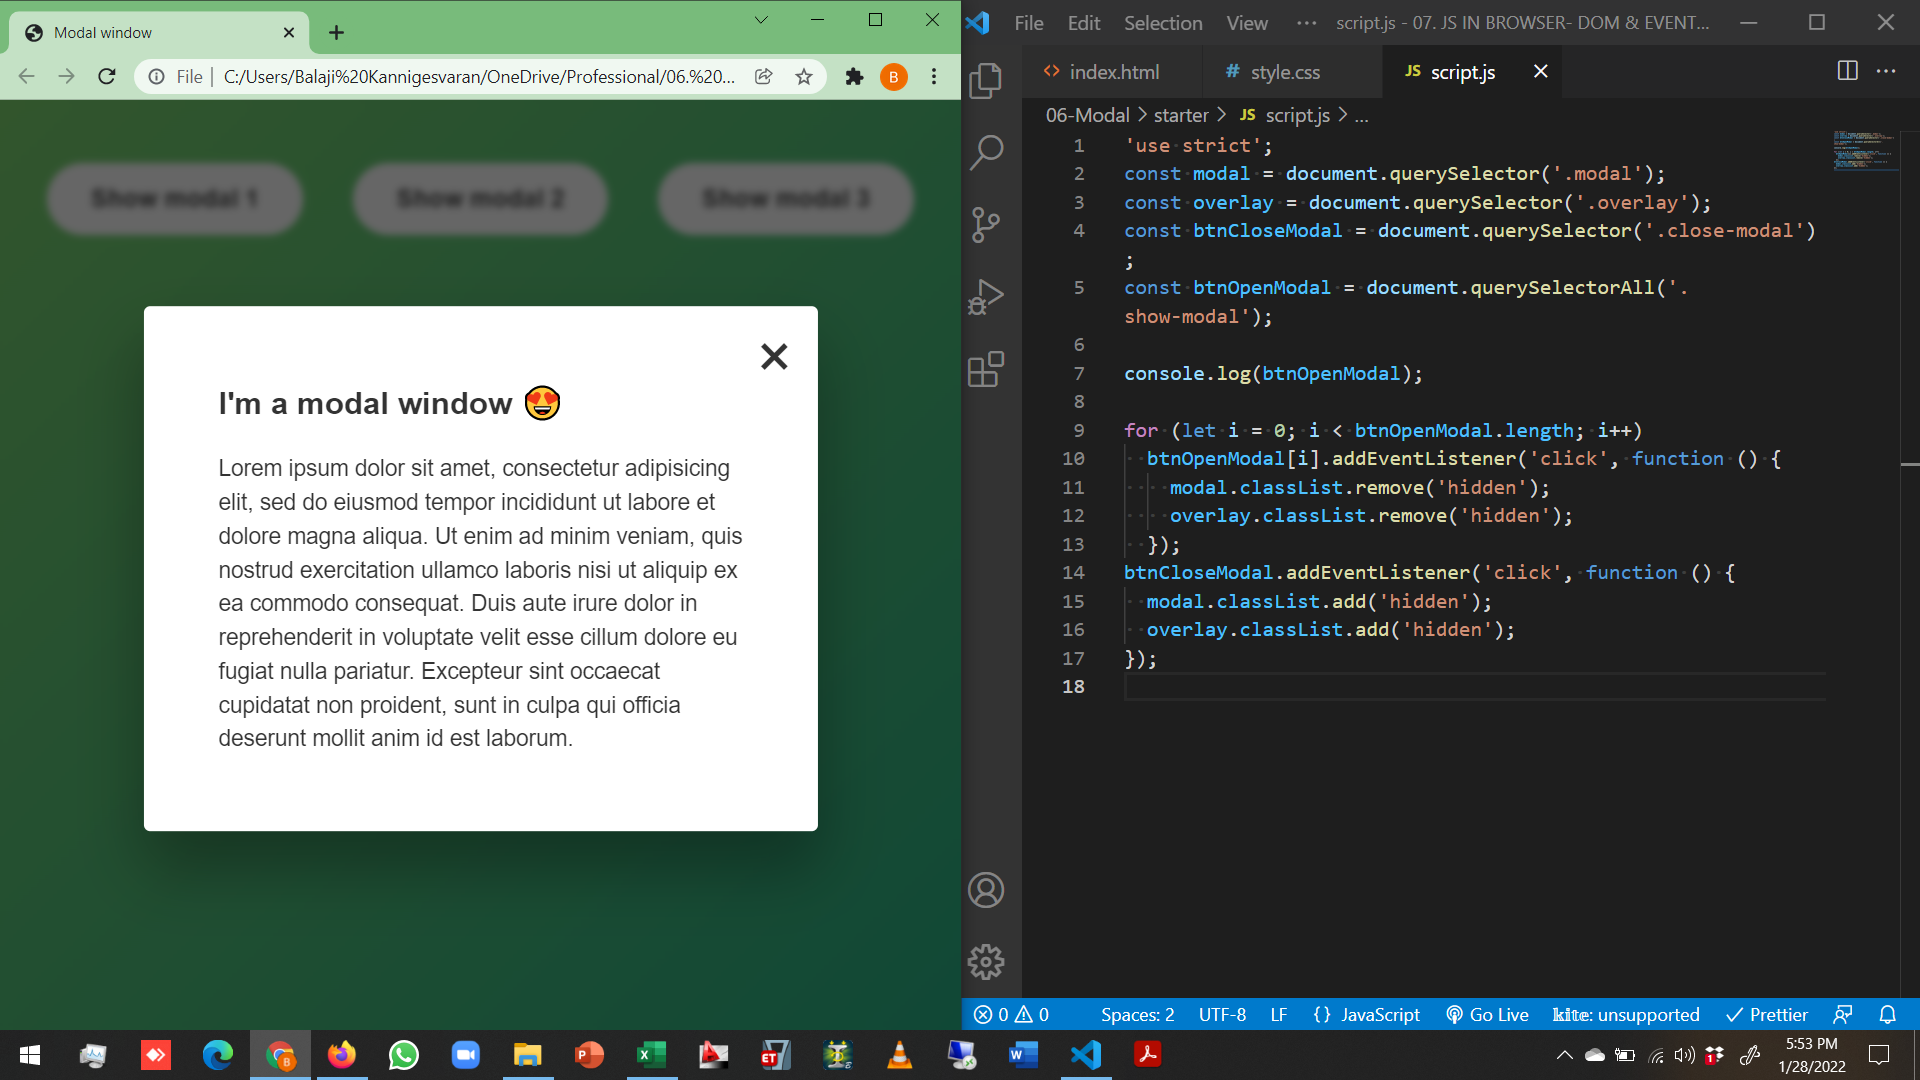 Modal window
File
C:/Users/Balaji%20Kannigesvaran/OneDrive/Professional/06.%20...
B
Show modal 1
Show modal 2
Show modal 3
I'm a modal window 😍
Lorem ipsum dolor sit amet, consectetur adipisicing
elit, sed do eiusmod tempor incididunt ut labore et
dolore magna aliqua. Ut enim ad minim veniam, quis
nostrud exercitation ullamco laboris nisi ut aliquip ex
ea commodo consequat. Duis aute irure dolor in
reprehenderit in voluptate velit esse cillum dolore eu
fugiat nulla pariatur. Excepteur sint occaecat
cupidatat non proident, sunt in culpa qui officia
deserunt mollit anim id est laborum.
File Edit Selection View ··· script.js - 07. JS IN BROWSER- DOM & EVENT...
<> index.html # style.css JS script.js
06-Modal > starter > JS script.js > ...
1 'use strict';
2 const modal = document.querySelector('.modal');
3 const overlay = document.querySelector('.overlay');
4 const btnCloseModal = document.querySelector('.close-modal')
;
5 const btnOpenModal = document.querySelectorAll('.
show-modal');
6
7 console.log(btnOpenModal);
8
9 for (let i = 0; i < btnOpenModal.length; i++)
10 btnOpenModal[i].addEventListener('click', function () {
11 modal.classList.remove('hidden');
12 overlay.classList.remove('hidden');
13 });
14 btnCloseModal.addEventListener('click', function () {
15 modal.classList.add('hidden');
16 overlay.classList.add('hidden');
17 });
18
0 0 Spaces: 2 UTF-8 LF {} JavaScript Go Live kite: unsupported Prettier
5:53 PM
1/28/2022